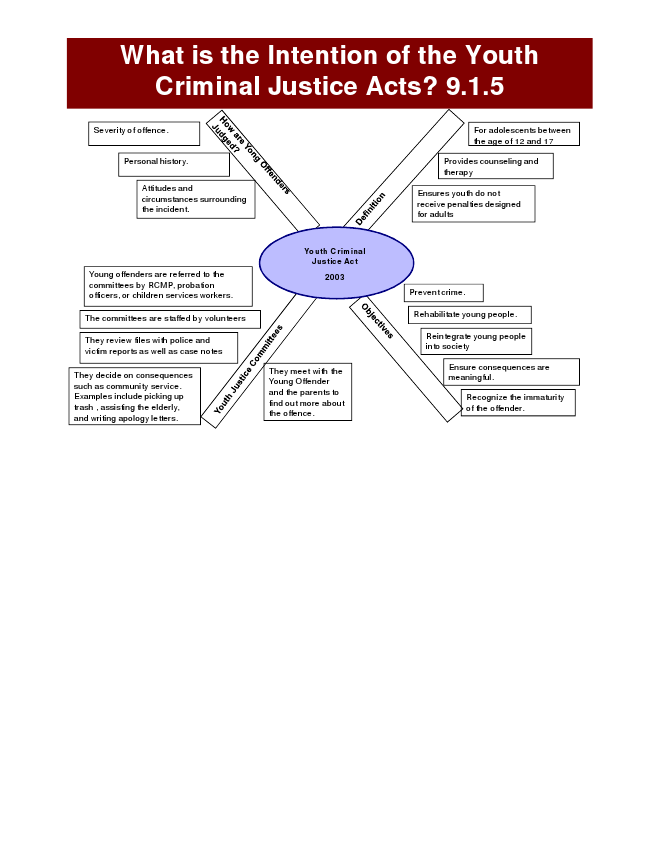 What is the Intention of the Youth
Criminal Justice Acts? 9.1.5
How are Yong Offenders
Judged?
Severity of offence.
Personal history.
Attitudes and
circumstances surrounding
the incident.
Definition
For adolescents between
the age of 12 and 17
Provides counseling and
therapy
Ensures youth do not
receive penalties designed
for adults
Youth Criminal
Justice Act
2003
Youth Justice Committees
Young offenders are referred to the
committees by RCMP, probation
officers, or children services workers.
The committees are staffed by volunteers
They review files with police and
victim reports as well as case notes
They decide on consequences
such as community service.
Examples include picking up
trash , assisting the elderly,
and writing apology letters.
They meet with the
Young Offender
and the parents to
find out more about
the offence.
Objectives
Prevent crime.
Rehabilitate young people.
Reintegrate young people
into society
Ensure consequences are
meaningful.
Recognize the immaturity
of the offender.